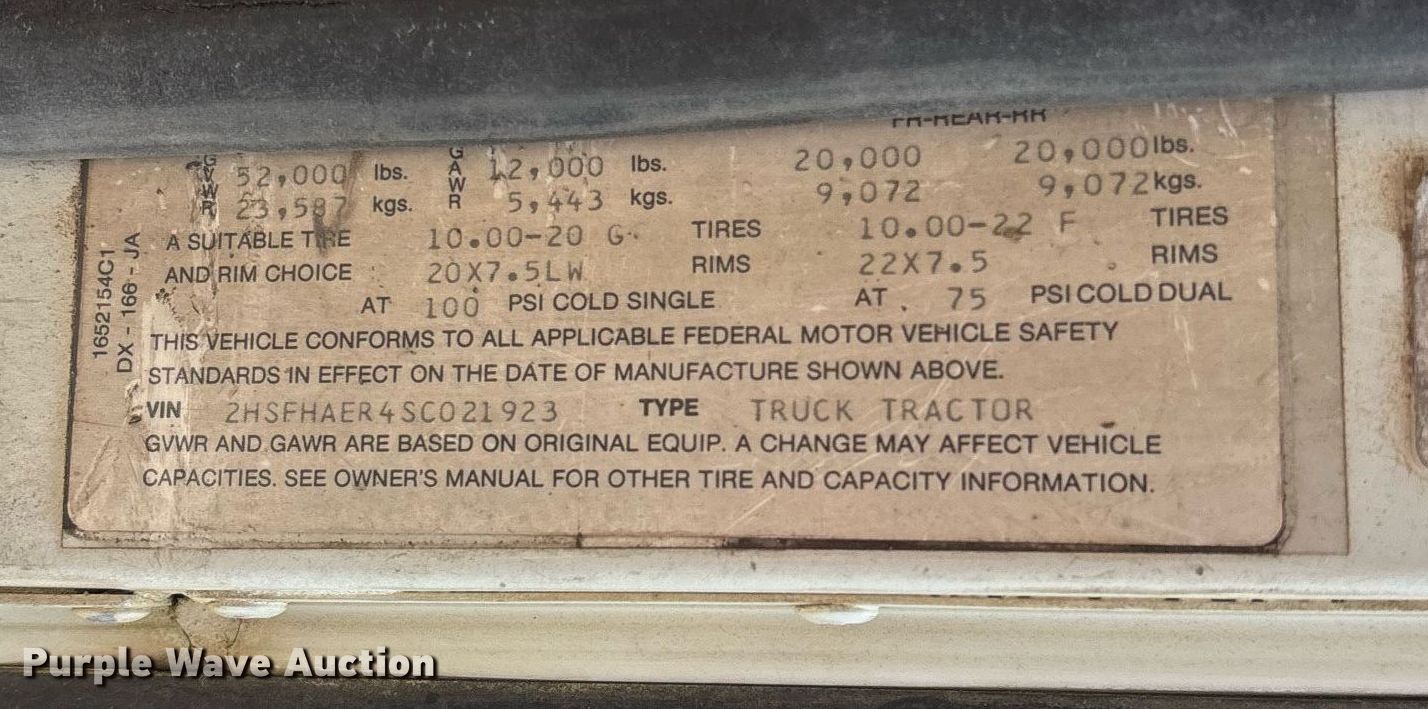 FR-REAR-RR
GVWR 52,000 lbs. GAWR 12,000 lbs. 20,000 20,000 lbs.
23,587 kgs. 5,443 kgs. 9,072 9,072 kgs.
A SUITABLE TIRE 10.00-20 G TIRES 10.00-22 F TIRES
AND RIM CHOICE 20X7.5LW RIMS 22X7.5 RIMS
AT 100 PSI COLD SINGLE AT 75 PSI COLD DUAL
THIS VEHICLE CONFORMS TO ALL APPLICABLE FEDERAL MOTOR VEHICLE SAFETY
STANDARDS IN EFFECT ON THE DATE OF MANUFACTURE SHOWN ABOVE.
VIN 2HSFHAER4SC021923 TYPE TRUCK TRACTOR
GVWR AND GAWR ARE BASED ON ORIGINAL EQUIP. A CHANGE MAY AFFECT VEHICLE
CAPACITIES. SEE OWNER'S MANUAL FOR OTHER TIRE AND CAPACITY INFORMATION.
1652154C1
DX - 166 - JA
Purple Wave Auction